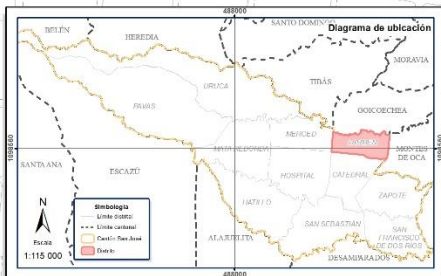 488000
Diagrama de ubicación
SANTO DOMINGO
BELÉN
HEREDIA
MORAVIA
TIBÁS
URUCA
GOICOECHEA
PAVAS
MERCED
CARMEN
1098500
1098500
MATA REDONDA
MONTES
DE OCA
SANTA ANA
ESCAZÚ
HOSPITAL
CATEDRAL
ZAPOTE
HATILLO
N
Escala
1:115 000
Simbología
Límite distrital
Límite cantonal
Cantón San José
Distrito
SAN SEBASTIÁN
SAN
FRANCISCO
DE DOS RÍOS
ALAJUELITA
DESAMPARADOS
488000